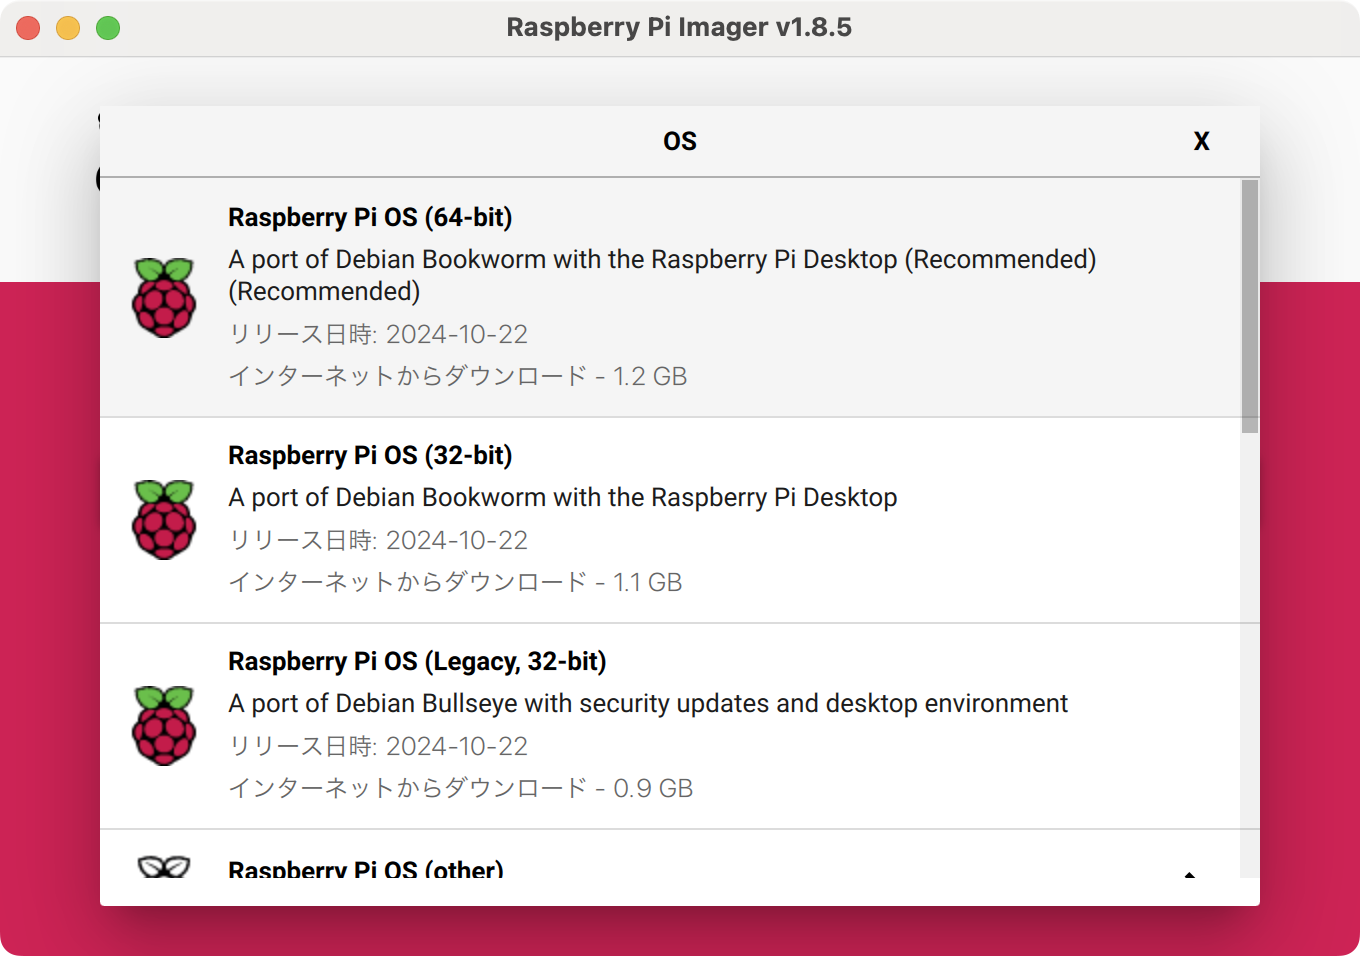 Raspberry Pi Imager v1.8.5
OS
X
Raspberry Pi OS (64-bit)
A port of Debian Bookworm with the Raspberry Pi Desktop (Recommended)
(Recommended)
リリース日時: 2024-10-22
インターネットからダウンロード - 1.2 GB
Raspberry Pi OS (32-bit)
A port of Debian Bookworm with the Raspberry Pi Desktop
リリース日時: 2024-10-22
インターネットからダウンロード - 1.1 GB
Raspberry Pi OS (Legacy, 32-bit)
A port of Debian Bullseye with security updates and desktop environment
リリース日時: 2024-10-22
インターネットからダウンロード - 0.9 GB
Raspberry Pi OS (other)